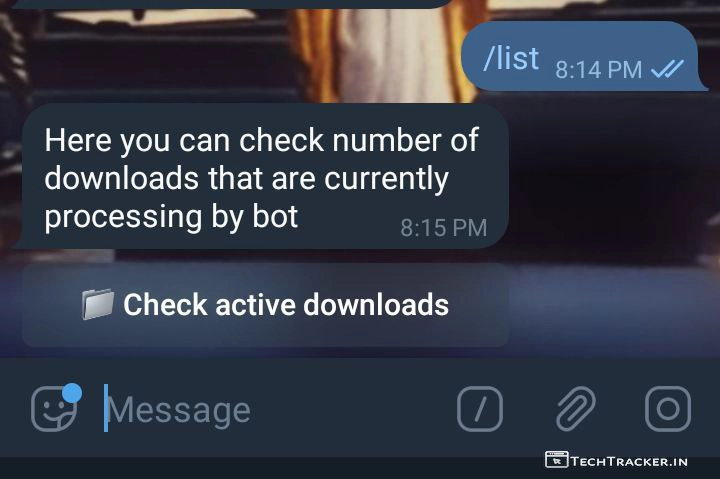 /list 8:14 PM
Here you can check number of
downloads that are currently
processing by bot 8:15 PM
Check active downloads
Message
TECHTRACKER.IN